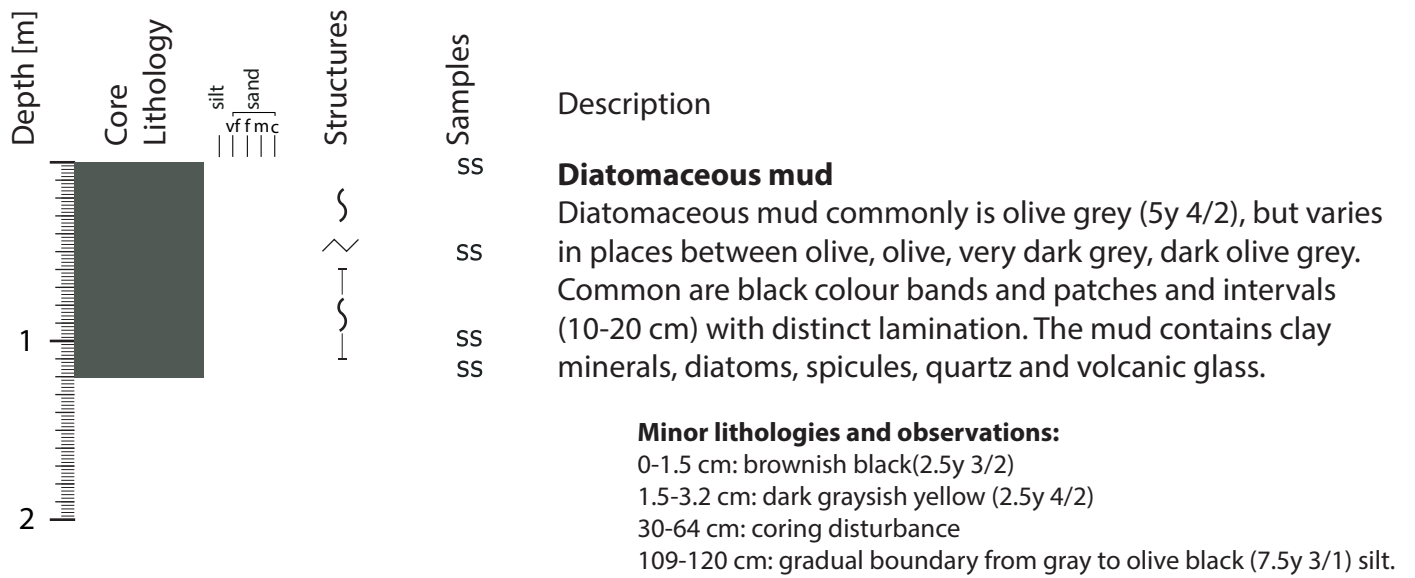 Depth [m]
Core
Lithology
silt
sand
vf f m c
Structures
Samples
Description
ss
Diatomaceous mud
Diatomaceous mud commonly is olive grey (5y 4/2), but varies
ss
in places between olive, olive, very dark grey, dark olive grey.
Common are black colour bands and patches and intervals
1
ss
(10-20 cm) with distinct lamination. The mud contains clay
ss
minerals, diatoms, spicules, quartz and volcanic glass.
Minor lithologies and observations:
0-1.5 cm: brownish black(2.5y 3/2)
1.5-3.2 cm: dark graysish yellow (2.5y 4/2)
2
30-64 cm: coring disturbance
109-120 cm: gradual boundary from gray to olive black (7.5y 3/1) silt.